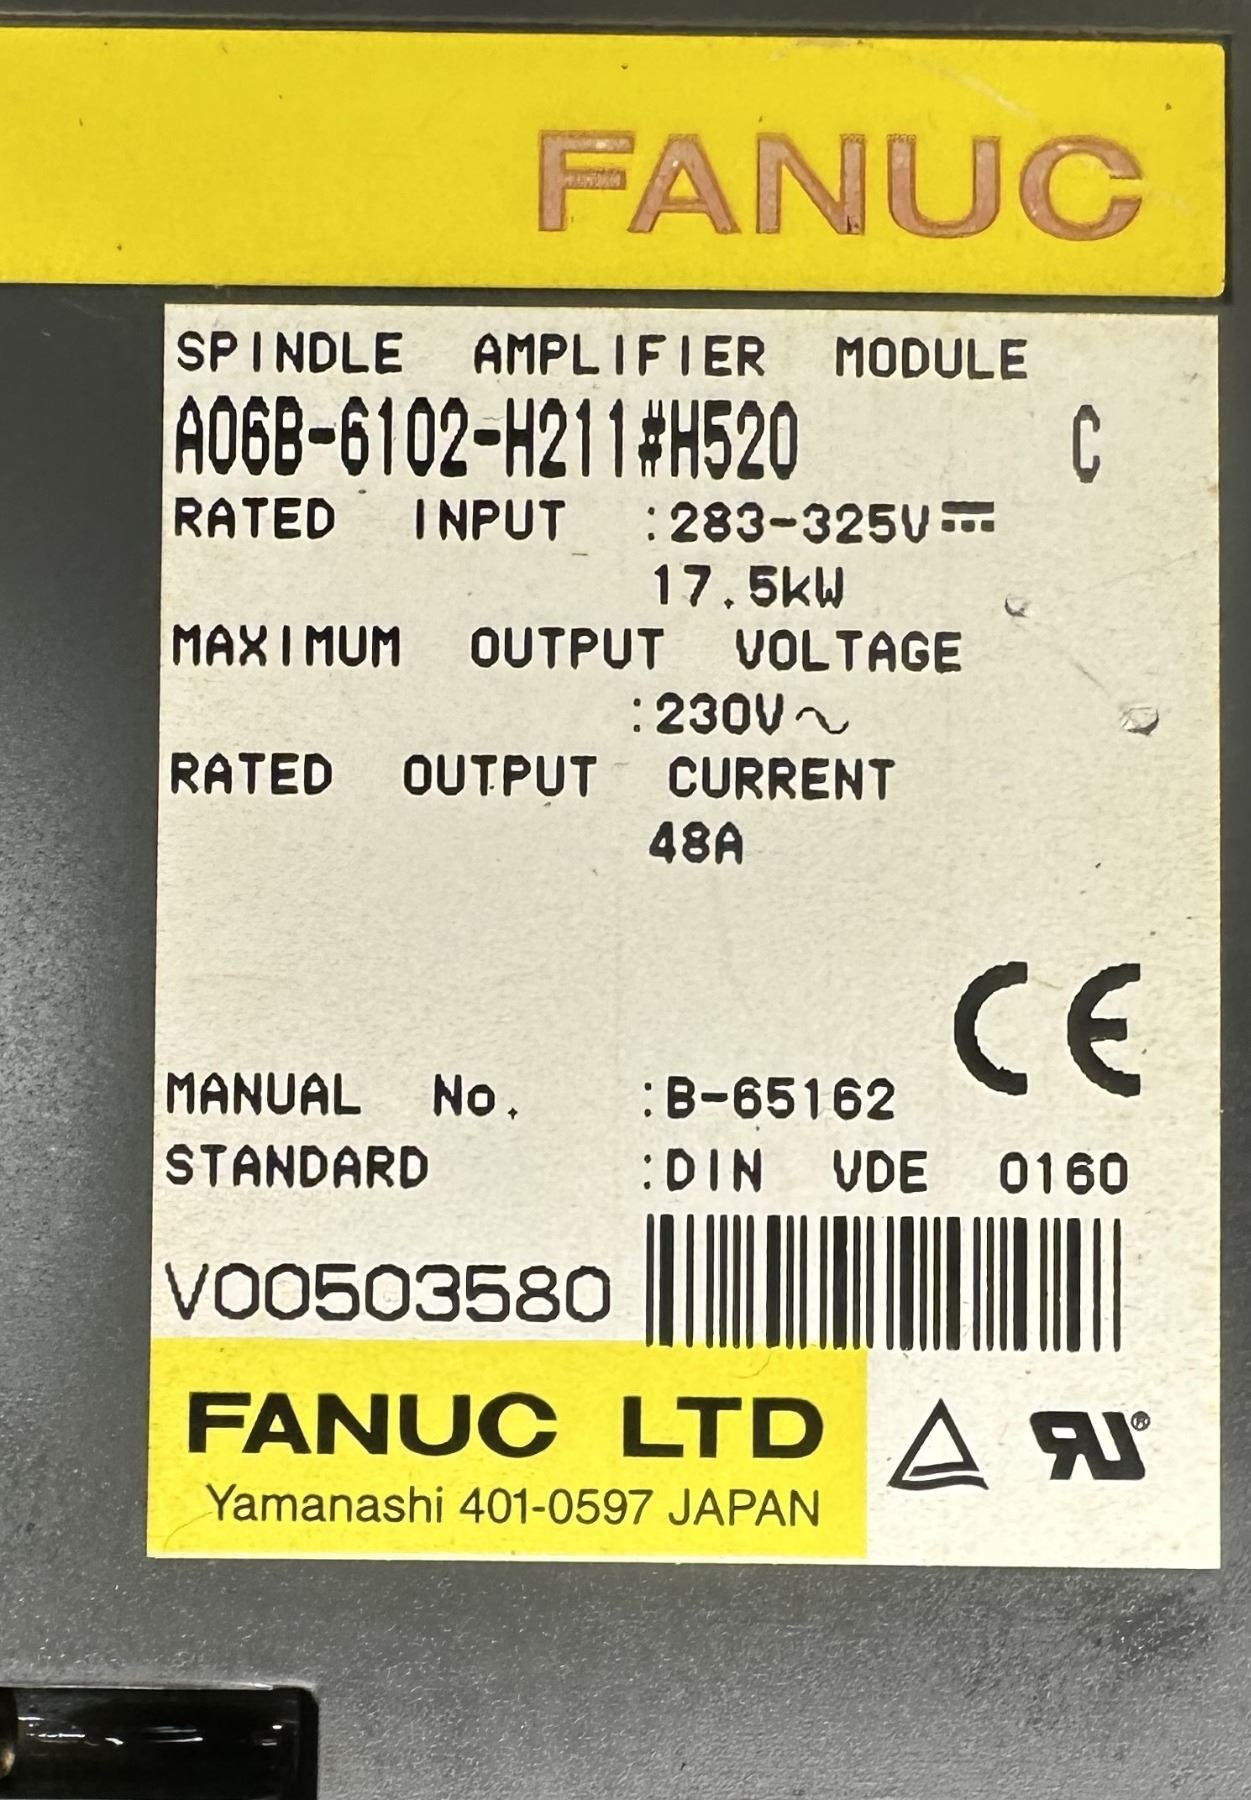 FANUC
SPINDLE AMPLIFIER MODULE
A06B-6102-H211#H520 C
RATED INPUT :283-325V⎓
17.5kW
MAXIMUM OUTPUT VOLTAGE
:230V~
RATED OUTPUT CURRENT
48A
CE
MANUAL No. :B-65162
STANDARD :DIN VDE 0160
V00503580
FANUC LTD
Yamanashi 401-0597 JAPAN
RU®